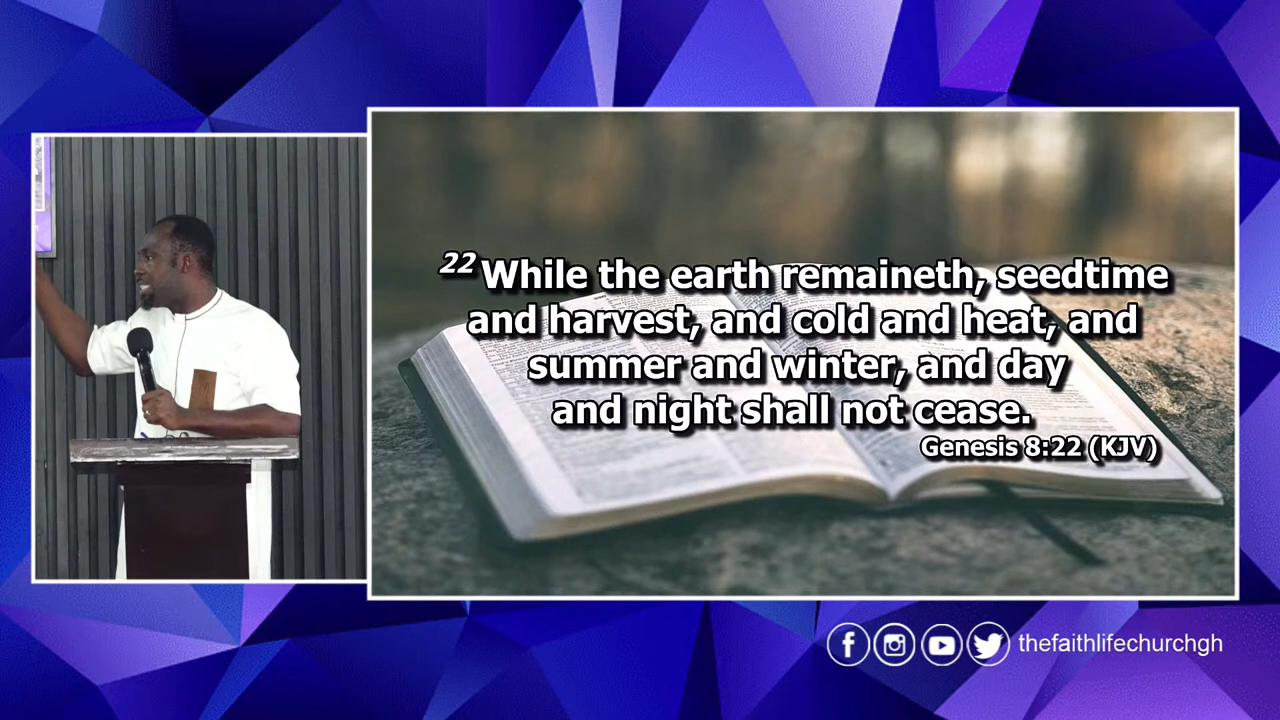 22 While the earth remaineth, seedtime
and harvest, and cold and heat, and
summer and winter, and day
and night shall not cease.
Genesis 8:22 (KJV)
thefaithlifechurchgh